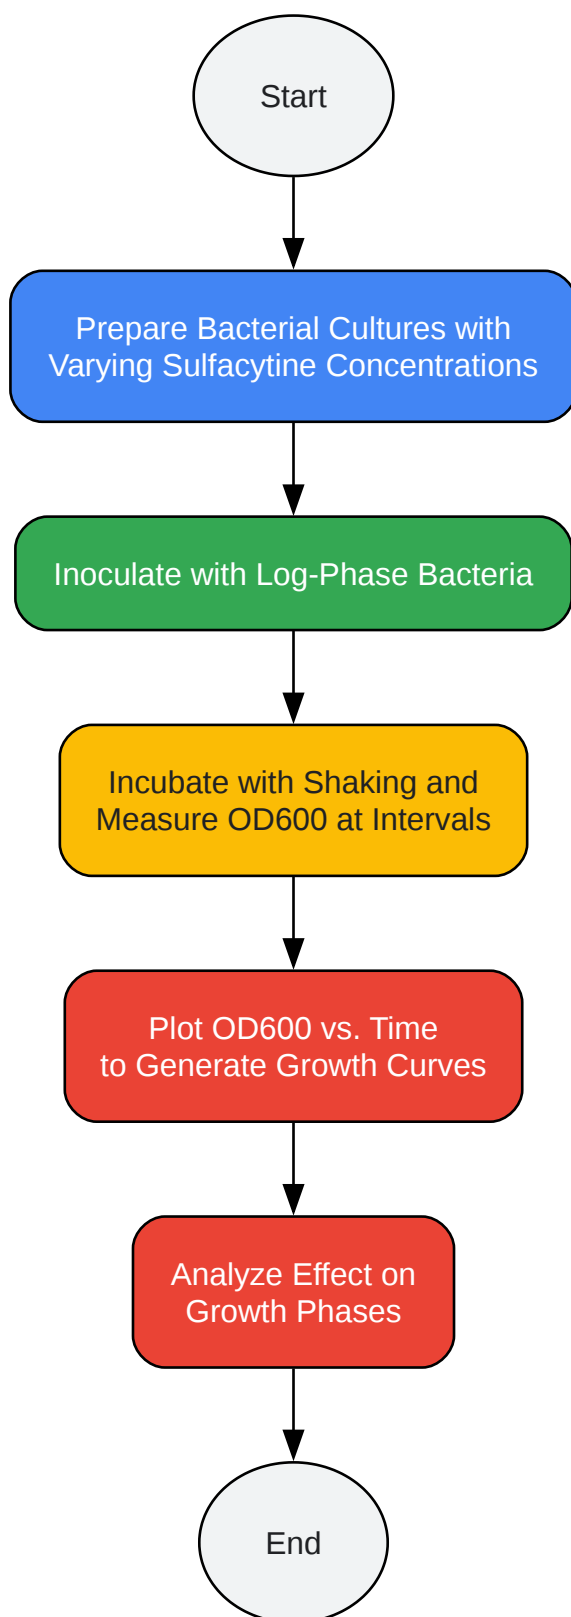 Start
Prepare Bacterial Cultures with
Varying Sulfacytine Concentrations
Inoculate with Log-Phase Bacteria
Incubate with Shaking and
Measure OD600 at Intervals
Plot OD600 vs. Time
to Generate Growth Curves
Analyze Effect on
Growth Phases
End